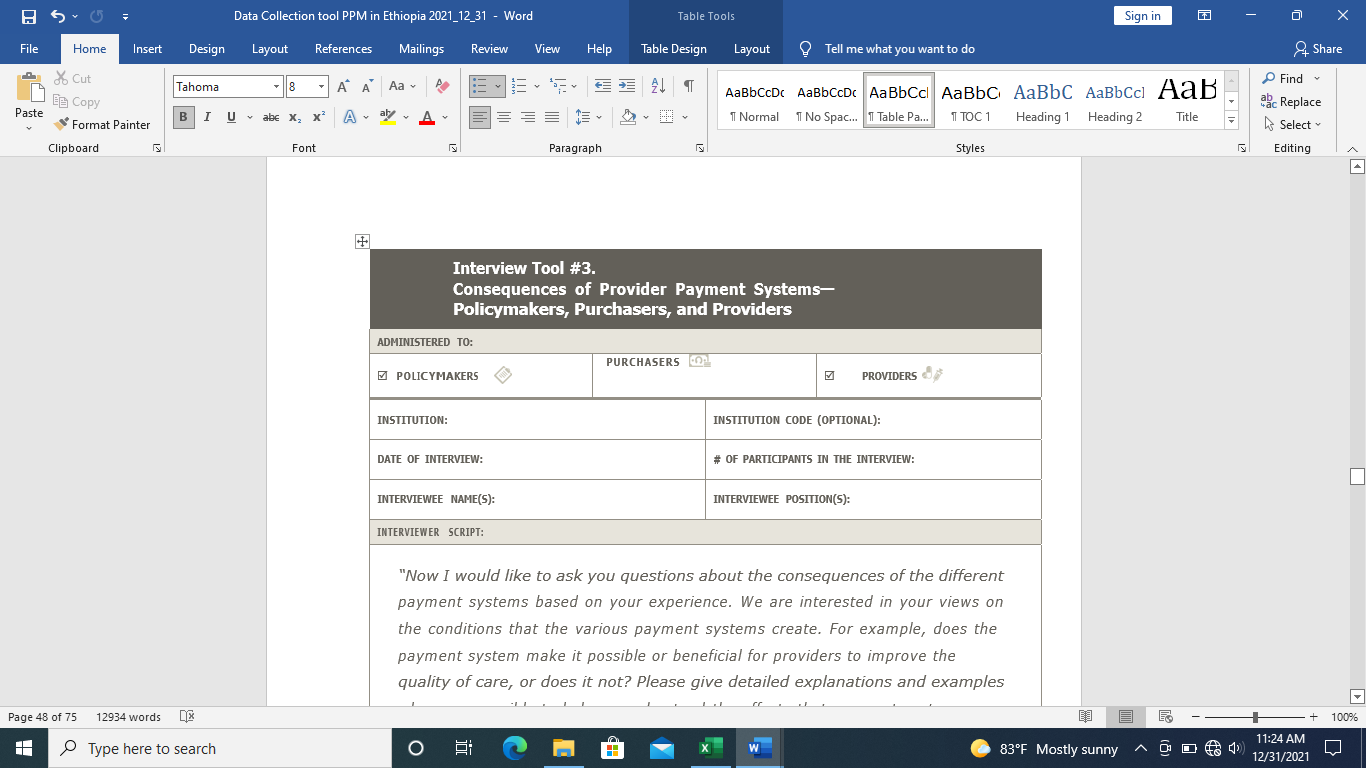 Data Collection tool PPM in Ethiopia 2021_12_31 - Word
Table Tools
Sign in
File Home Insert Design Layout References Mailings Review View Help Table Design Layout Tell me what you want to do Share
Paste
Cut
Copy
Format Painter
Clipboard
Tahoma 8
Font
Paragraph
AaBbCcDc AaBbCcDc AaBbCcl AaBbCc AaBbC AaBbCcl AaB
¶ Normal ¶ No Spac... ¶ Table Pa... ¶ TOC 1 Heading 1 Heading 2 Title
Styles
Find
Replace
Select
Editing
Interview Tool #3.
Consequences of Provider Payment Systems—
Policymakers, Purchasers, and Providers
ADMINISTERED TO:
POLICYMAKERS PURCHASERS PROVIDERS
INSTITUTION: INSTITUTION CODE (OPTIONAL):
DATE OF INTERVIEW: # OF PARTICIPANTS IN THE INTERVIEW:
INTERVIEWEE NAME(S): INTERVIEWEE POSITION(S):
INTERVIEWER SCRIPT:
"Now I would like to ask you questions about the consequences of the different
payment systems based on your experience. We are interested in your views on
the conditions that the various payment systems create. For example, does the
payment system make it possible or beneficial for providers to improve the
quality of care, or does it not? Please give detailed explanations and examples
Page 48 of 75 12934 words 100%
Type here to search
83°F Mostly sunny
11:24 AM
12/31/2021